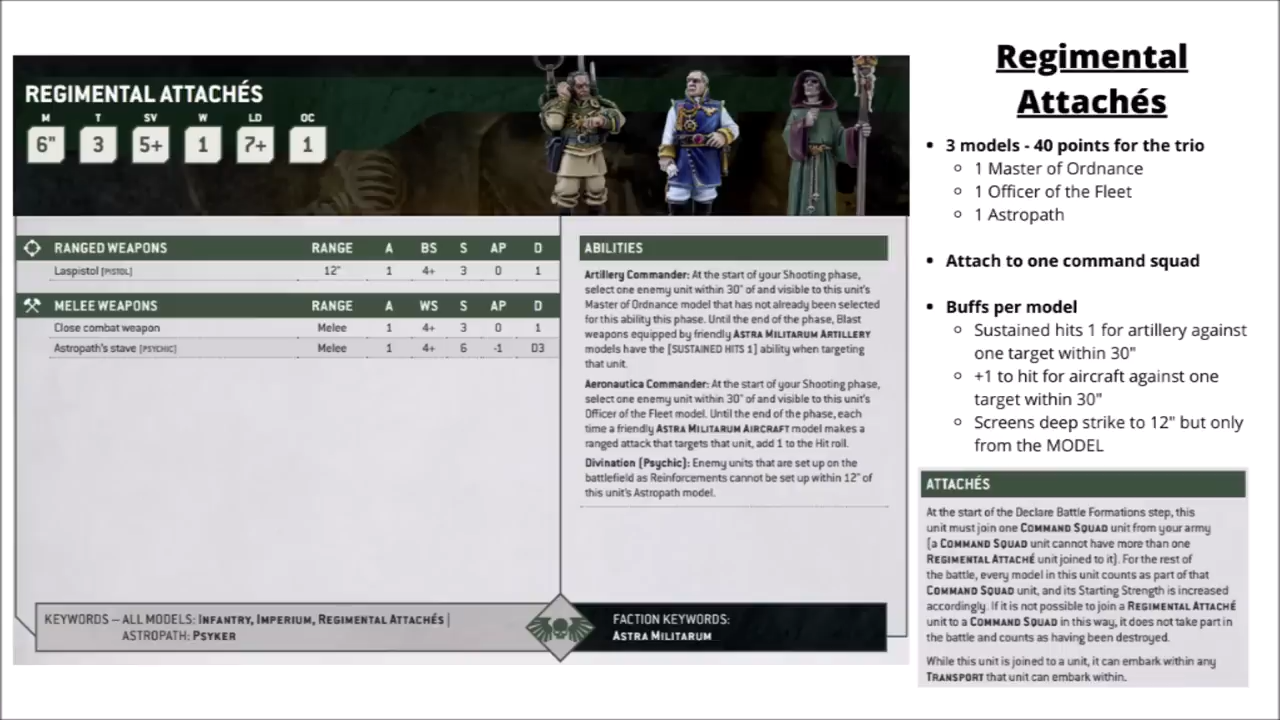 REGIMENTAL ATTACHÉS
M T SV W LD OC
6" 3 5+ 1 7+ 1
RANGED WEAPONS RANGE A BS S AP D
Laspistol [PISTOL] 12" 1 4+ 3 0 1
MELEE WEAPONS RANGE A WS S AP D
Close combat weapon Melee 1 4+ 3 0 1
Astropath's stave [PSYCHIC] Melee 1 4+ 6 -1 D3
ABILITIES
Artillery Commander: At the start of your Shooting phase,
select one enemy unit within 30" of and visible to this unit's
Master of Ordnance model that has not already been selected
for this ability this phase. Until the end of the phase, Blast
weapons equipped by friendly ASTRA MILITARUM ARTILLERY
models have the [SUSTAINED HITS 1] ability when targeting
that unit.
Aeronautica Commander: At the start of your Shooting phase,
select one enemy unit within 30" of and visible to this unit's
Officer of the Fleet model. Until the end of the phase, each
time a friendly ASTRA MILITARUM AIRCRAFT model makes a
ranged attack that targets that unit, add 1 to the Hit roll.
Divination (Psychic): Enemy units that are set up on the
battlefield as Reinforcements cannot be set up within 12" of
this unit's Astropath model.
KEYWORDS – ALL MODELS: INFANTRY, IMPERIUM, REGIMENTAL ATTACHÉS |
ASTROPATH: PSYKER
FACTION KEYWORDS:
ASTRA MILITARUM
Regimental
Attachés
• 3 models - 40 points for the trio
○ 1 Master of Ordnance
○ 1 Officer of the Fleet
○ 1 Astropath
• Attach to one command squad
• Buffs per model
○ Sustained hits 1 for artillery against
one target within 30"
○ +1 to hit for aircraft against one
target within 30"
○ Screens deep strike to 12" but only
from the MODEL
ATTACHÉS
At the start of the Declare Battle Formations step, this
unit must join one COMMAND SQUAD unit from your army
(a COMMAND SQUAD unit cannot have more than one
REGIMENTAL ATTACHÉ unit joined to it). For the rest of
the battle, every model in this unit counts as part of that
COMMAND SQUAD unit, and its Starting Strength is increased
accordingly. If it is not possible to join a REGIMENTAL ATTACHÉ
unit to a COMMAND SQUAD in this way, it does not take part in
the battle and counts as having been destroyed.
While this unit is joined to a unit, it can embark within any
TRANSPORT that unit can embark within.